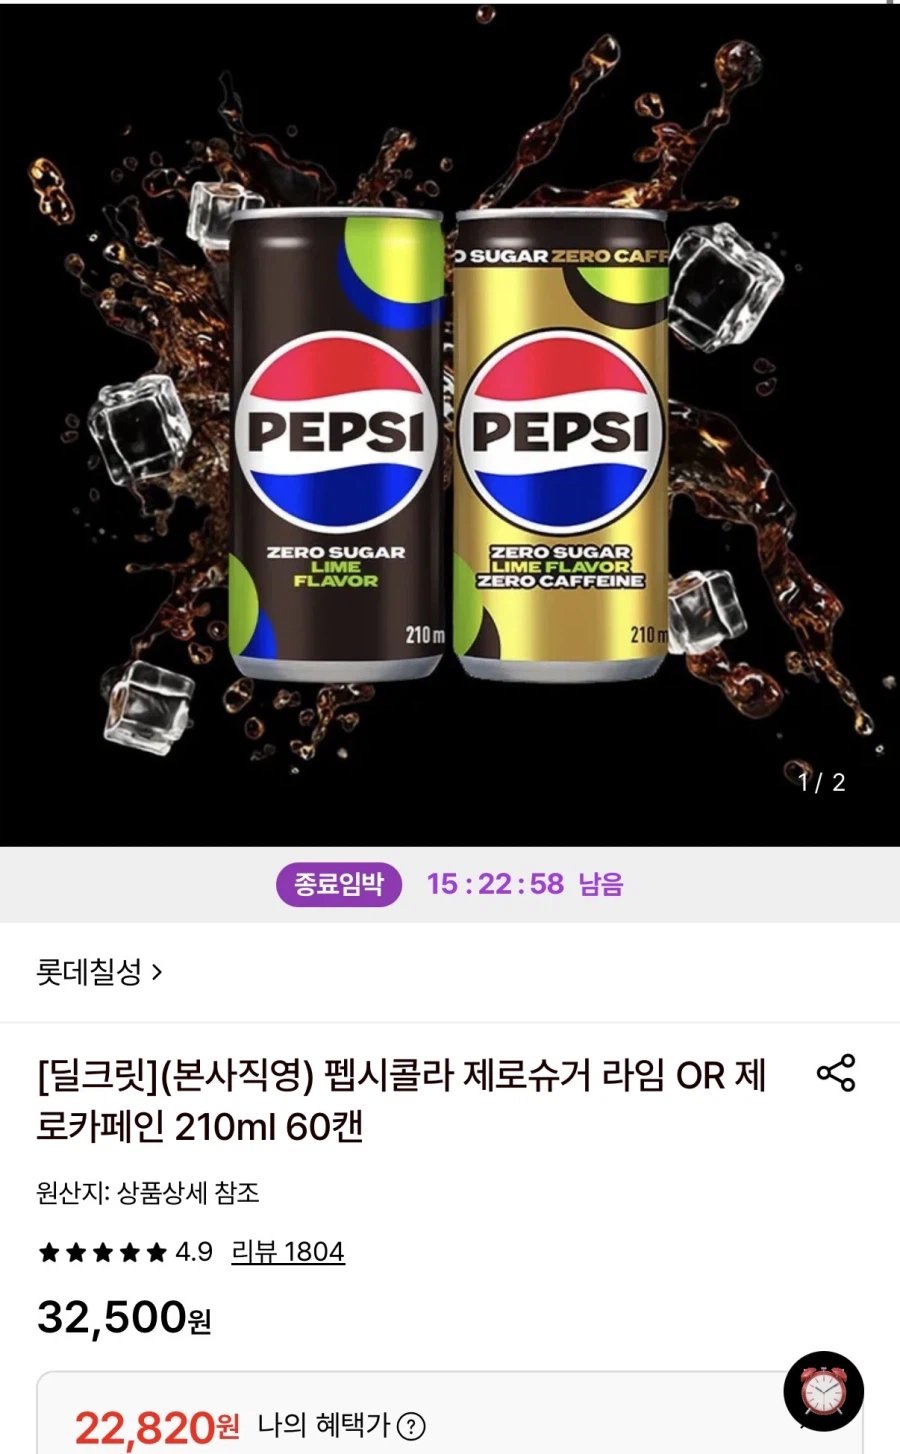 O SUGAR ZERO CAFF
PEPSI
ZERO SUGAR
LIME
FLAVOR
210m
PEPSI
ZERO SUGAR
LIME FLAVOR
ZERO CAFFEINE
210m
1 / 2
종료임박 15 : 22 : 58 남음
롯데칠성 >
[딜크릿](본사직영) 펩시콜라 제로슈거 라임 OR 제
로카페인 210ml 60캔
원산지: 상품상세 참조
★★★★★ 4.9 리뷰 1804
32,500원
22,820원 나의 혜택가 ?